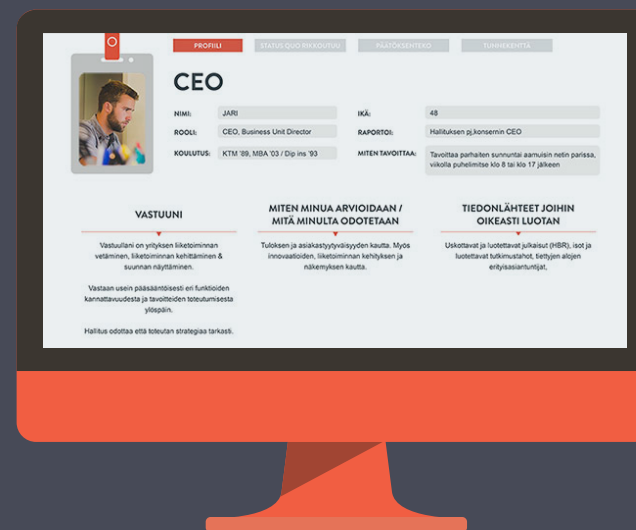 PROFIILI
STATUS QUO RIKKOUTUU
PÄÄTÖKSENTEKO
TUNNEKENTTÄ
CEO
NIMI: JARI
IKÄ: 48
ROOLI: CEO, Business Unit Director
RAPORTOI: Hallituksen pj,konsernin CEO
KOULUTUS: KTM '89, MBA '03 / Dip ins '93
MITEN TAVOITTAA: Tavoittaa parhaiten sunnuntai aamuisin netin parissa,
viikolla puhelimitse klo 8 tai klo 17 jälkeen
VASTUUNI
Vastuullani on yrityksen liiketoiminnan
vetäminen, liiketoiminnan kehittäminen &
suunnan näyttäminen.
Vastaan usein pääsääntöisesti eri funktioiden
kannattavuudesta ja tavoitteiden toteutumisesta
ylöspäin.
Hallitus odottaa että toteutan strategiaa tarkasti.
MITEN MINUA ARVIOIDAAN /
MITÄ MINULTA ODOTETAAN
Tuloksen ja asiakastyytyväisyyden kautta. Myös
innovaatioiden, liiketoiminnan kehityksen ja
näkemyksen kautta.
TIEDONLÄHTEET JOIHIN
OIKEASTI LUOTAN
Uskottavat ja luotettavat julkaisut (HBR), isot ja
luotettavat tutkimustahot, tiettyjen alojen
erityisasiantuntijat,